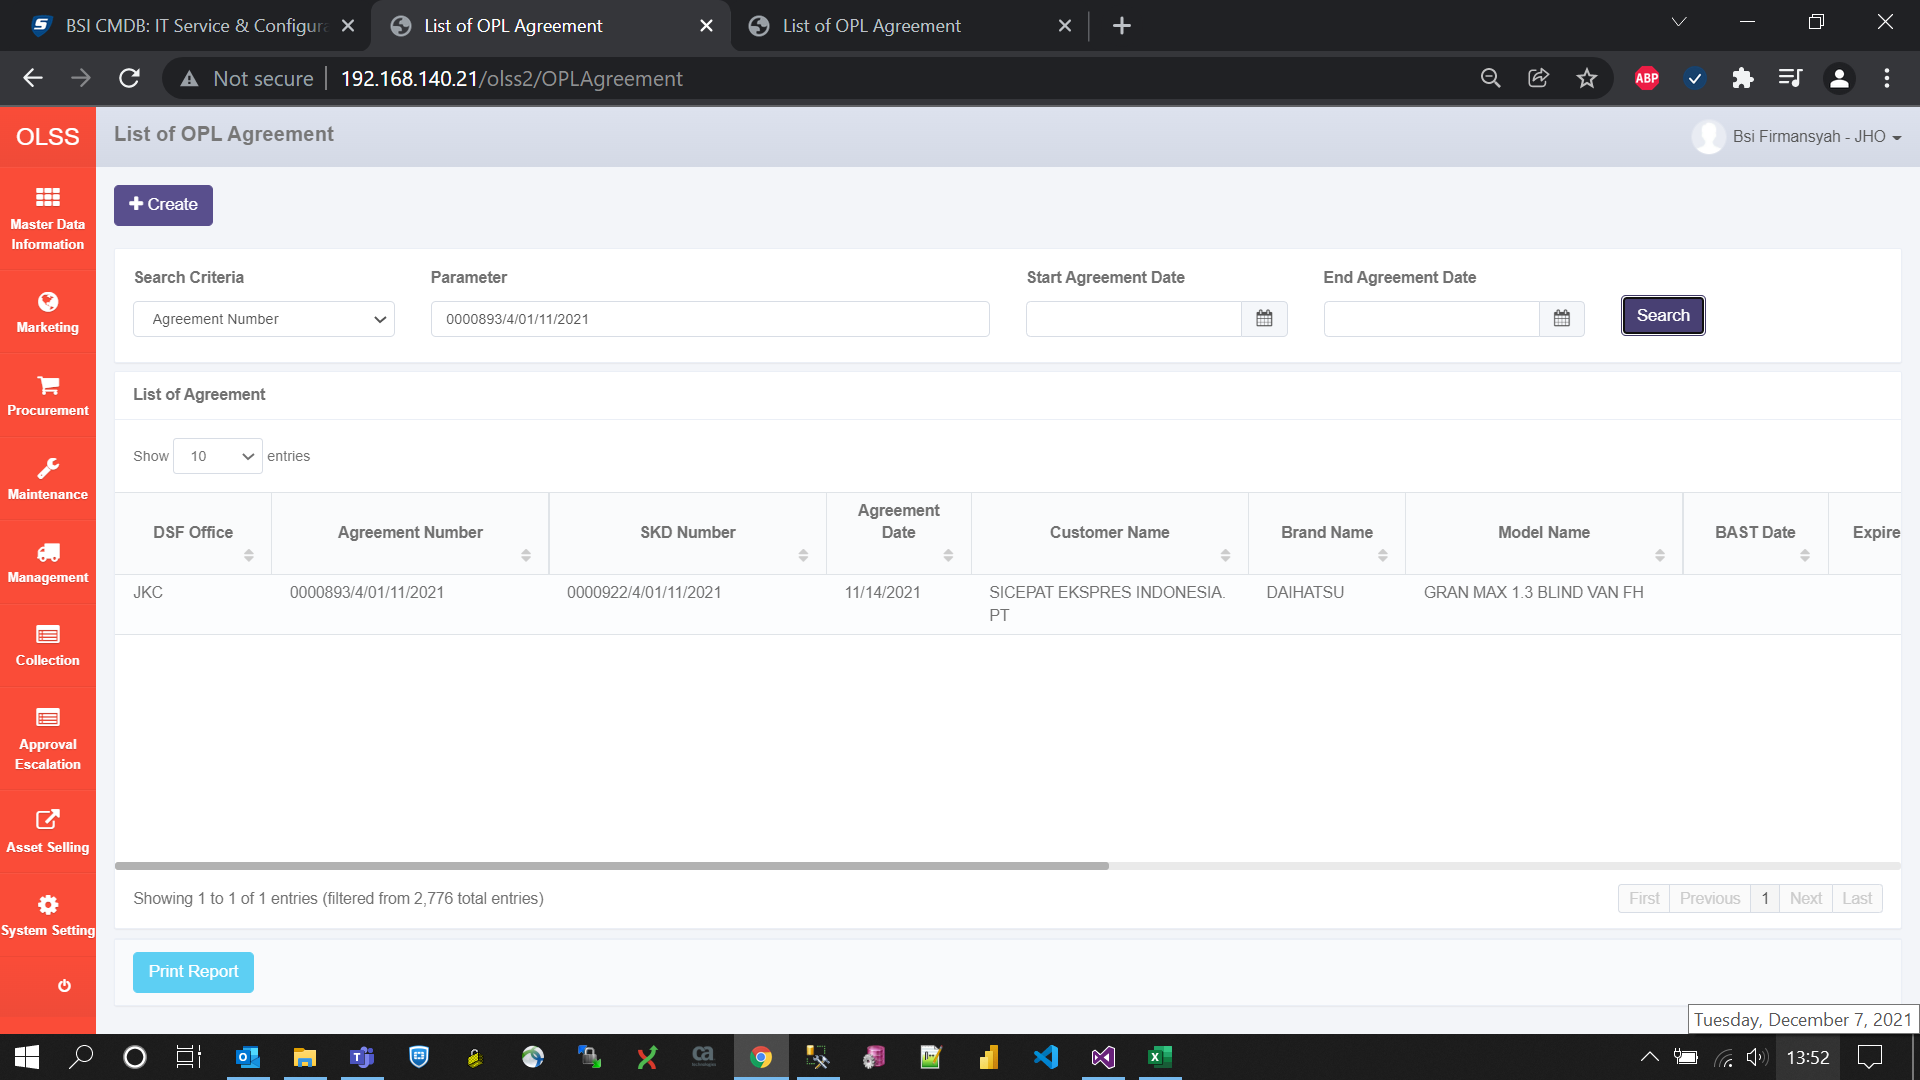 BSI CMDB: IT Service & Configura
List of OPL Agreement
List of OPL Agreement
Not secure
192.168.140.21/olss2/OPLAgreement
ABP
OLSS
List of OPL Agreement
Bsi Firmansyah - JHO
Master Data
Information
Marketing
Procurement
Maintenance
Management
Collection
Approval
Escalation
Asset Selling
System Setting
Create
Search Criteria
Parameter
Start Agreement Date
End Agreement Date
Agreement Number
0000893/4/01/11/2021
Search
List of Agreement
Show 10 entries
DSF Office
Agreement Number
SKD Number
Agreement
Date
Customer Name
Brand Name
Model Name
BAST Date
Expire
JKC
0000893/4/01/11/2021
0000922/4/01/11/2021
11/14/2021
SICEPAT EKSPRES INDONESIA.
PT
DAIHATSU
GRAN MAX 1.3 BLIND VAN FH
Showing 1 to 1 of 1 entries (filtered from 2,776 total entries)
First Previous 1 Next Last
Print Report
Tuesday, December 7, 2021
13:52